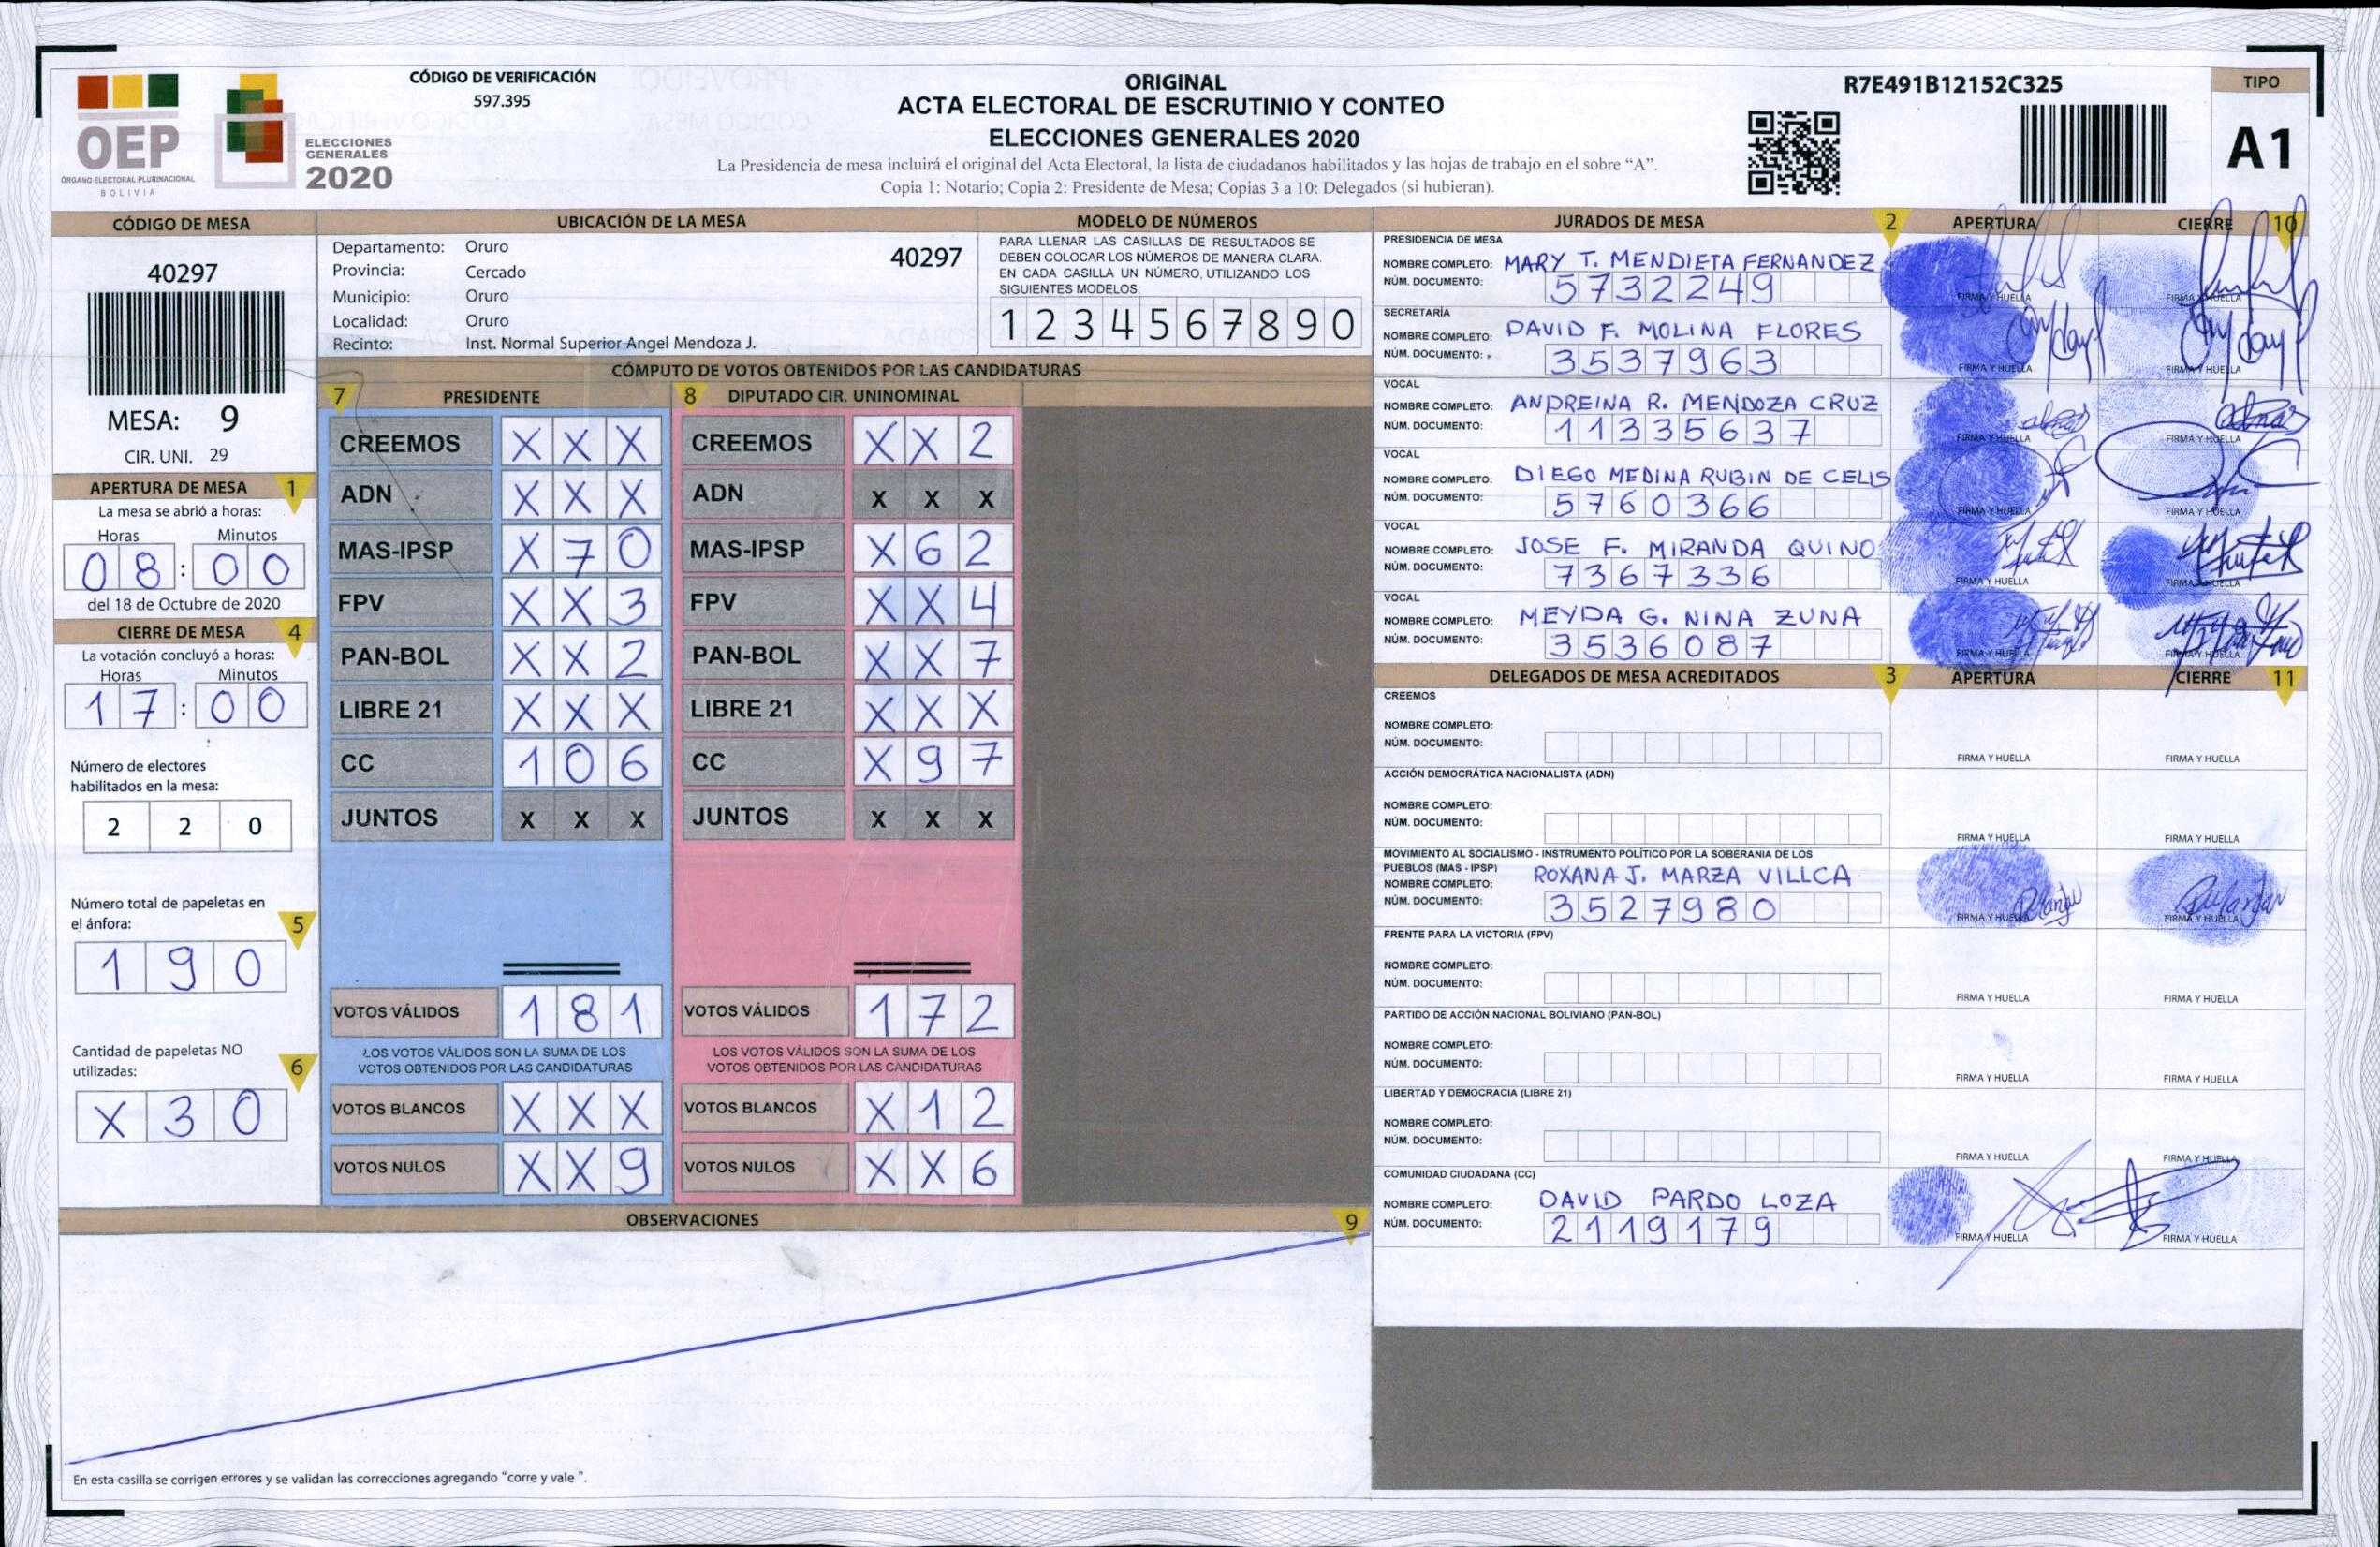 OEP
ÓRGANO ELECTORAL PLURINACIONAL
BOLIVIA
ELECCIONES
GENERALES
2020
CÓDIGO DE VERIFICACIÓN
597.395
ORIGINAL
ACTA ELECTORAL DE ESCRUTINIO Y CONTEO
ELECCIONES GENERALES 2020
La Presidencia de mesa incluirá el original del Acta Electoral, la lista de ciudadanos habilitados y las hojas de trabajo en el sobre “A”.
Copia 1: Notario; Copia 2: Presidente de Mesa; Copias 3 a 10: Delegados (si hubieran).
R7E491B12152C325
TIPO
A1
CÓDIGO DE MESA
40297
MESA: 9
CIR. UNI. 29
APERTURA DE MESA 1
La mesa se abrió a horas:
Horas Minutos
08:00
del 18 de Octubre de 2020
CIERRE DE MESA 4
La votación concluyó a horas:
Horas Minutos
17:00
Número de electores
habilitados en la mesa:
2 2 0
Número total de papeletas en
el ánfora: 5
1 9 0
Cantidad de papeletas NO
utilizadas: 6
X 3 0
UBICACIÓN DE LA MESA
Departamento: Oruro 40297
Provincia: Cercado
Municipio: Oruro
Localidad: Oruro
Recinto: Inst. Normal Superior Angel Mendoza J.
MODELO DE NÚMEROS
PARA LLENAR LAS CASILLAS DE RESULTADOS SE
DEBEN COLOCAR LOS NÚMEROS DE MANERA CLARA.
EN CADA CASILLA UN NÚMERO, UTILIZANDO LOS
SIGUIENTES MODELOS:
1 2 3 4 5 6 7 8 9 0
CÓMPUTO DE VOTOS OBTENIDOS POR LAS CANDIDATURAS
7 PRESIDENTE
CREEMOS X X X
ADN X X X
MAS-IPSP X 7 0
FPV X X 3
PAN-BOL X X 2
LIBRE 21 X X X
CC 1 0 6
JUNTOS X X X
VOTOS VÁLIDOS 1 8 1
LOS VOTOS VÁLIDOS SON LA SUMA DE LOS
VOTOS OBTENIDOS POR LAS CANDIDATURAS
VOTOS BLANCOS X X X
VOTOS NULOS X X 9
8 DIPUTADO CIR. UNINOMINAL
CREEMOS X X 2
ADN X X X
MAS-IPSP X 6 2
FPV X X 4
PAN-BOL X X 7
LIBRE 21 X X X
CC X 9 7
JUNTOS X X X
VOTOS VÁLIDOS 1 7 2
LOS VOTOS VÁLIDOS SON LA SUMA DE LOS
VOTOS OBTENIDOS POR LAS CANDIDATURAS
VOTOS BLANCOS X 1 2
VOTOS NULOS X X 6
OBSERVACIONES 9
En esta casilla se corrigen errores y se validan las correcciones agregando “corre y vale ”.
JURADOS DE MESA 2 APERTURA CIERRE 10
PRESIDENCIA DE MESA
NOMBRE COMPLETO: MARY T. MENDIETA FERNANDEZ
NÚM. DOCUMENTO: 5732249 FIRMA Y HUELLA FIRMA Y HUELLA
SECRETARÍA
NOMBRE COMPLETO: DAVID F. MOLINA FLORES
NÚM. DOCUMENTO: 3537963 FIRMA Y HUELLA FIRMA Y HUELLA
VOCAL
NOMBRE COMPLETO: ANDREINA R. MENDOZA CRUZ
NÚM. DOCUMENTO: 11335637 FIRMA Y HUELLA FIRMA Y HUELLA
VOCAL
NOMBRE COMPLETO: DIEGO MEDINA RUBIN DE CELIS
NÚM. DOCUMENTO: 5760366 FIRMA Y HUELLA FIRMA Y HUELLA
VOCAL
NOMBRE COMPLETO: JOSE F. MIRANDA QUINO
NÚM. DOCUMENTO: 7367336 FIRMA Y HUELLA FIRMA Y HUELLA
VOCAL
NOMBRE COMPLETO: MEYDA G. NINA ZUNA
NÚM. DOCUMENTO: 3536087 FIRMA Y HUELLA FIRMA Y HUELLA
DELEGADOS DE MESA ACREDITADOS 3 APERTURA CIERRE 11
CREEMOS
NOMBRE COMPLETO:
NÚM. DOCUMENTO: FIRMA Y HUELLA FIRMA Y HUELLA
ACCIÓN DEMOCRÁTICA NACIONALISTA (ADN)
NOMBRE COMPLETO:
NÚM. DOCUMENTO: FIRMA Y HUELLA FIRMA Y HUELLA
MOVIMIENTO AL SOCIALISMO - INSTRUMENTO POLÍTICO POR LA SOBERANIA DE LOS
PUEBLOS (MAS - IPSP)
NOMBRE COMPLETO: ROXANA J. MARZA VILLCA
NÚM. DOCUMENTO: 3527980 FIRMA Y HUELLA FIRMA Y HUELLA
FRENTE PARA LA VICTORIA (FPV)
NOMBRE COMPLETO:
NÚM. DOCUMENTO: FIRMA Y HUELLA FIRMA Y HUELLA
PARTIDO DE ACCIÓN NACIONAL BOLIVIANO (PAN-BOL)
NOMBRE COMPLETO:
NÚM. DOCUMENTO: FIRMA Y HUELLA FIRMA Y HUELLA
LIBERTAD Y DEMOCRACIA (LIBRE 21)
NOMBRE COMPLETO:
NÚM. DOCUMENTO: FIRMA Y HUELLA FIRMA Y HUELLA
COMUNIDAD CIUDADANA (CC)
NOMBRE COMPLETO: DAVID PARDO LOZA
NÚM. DOCUMENTO: 2119179 FIRMA Y HUELLA FIRMA Y HUELLA